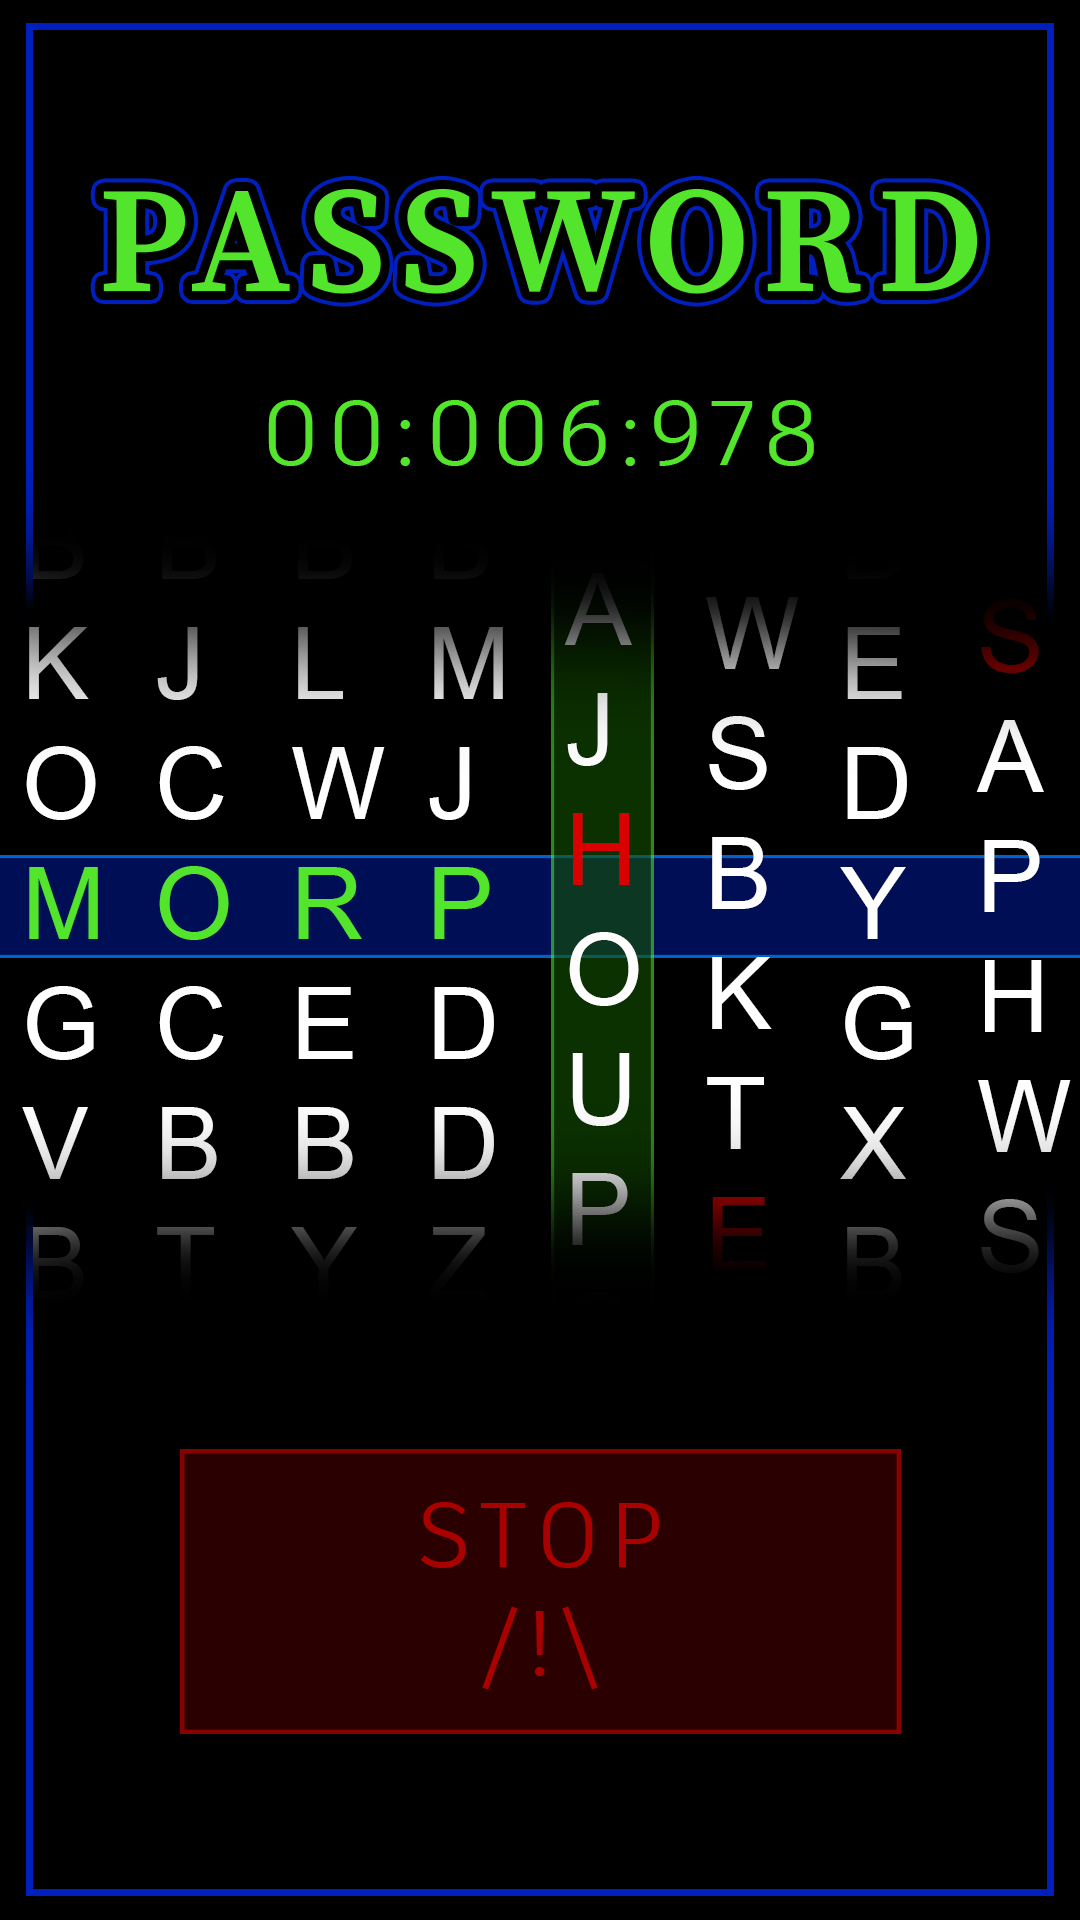 PASSWORD
00:006:978
B B B B A B
K J L M W E S
O C W J J S D A
M O R P H B Y P
G C E D O K G H
V B B D U T X W
B T Y Z P E B S
STOP
/!\